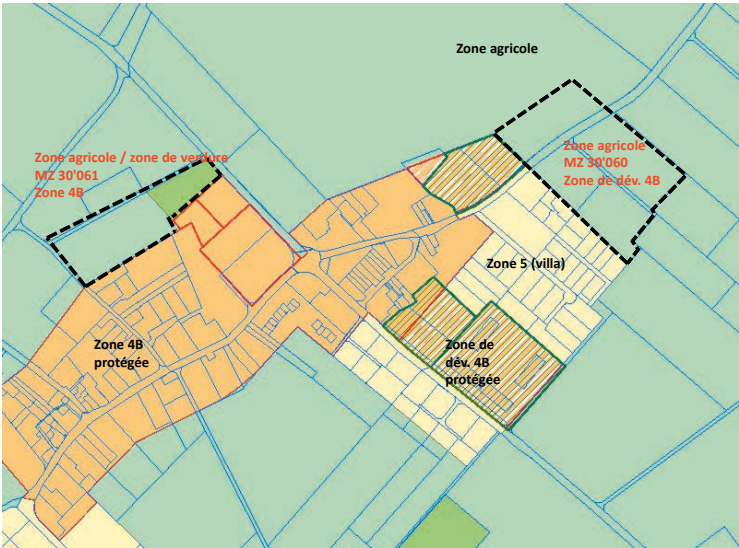 Zone agricole
Zone agricole / zone de verdure
MZ 30'061
Zone 4B
Zone agricole
MZ 30'060
Zone de dév. 4B
Zone 5 (villa)
Zone 4B
protégée
Zone de
dév. 4B
protégée